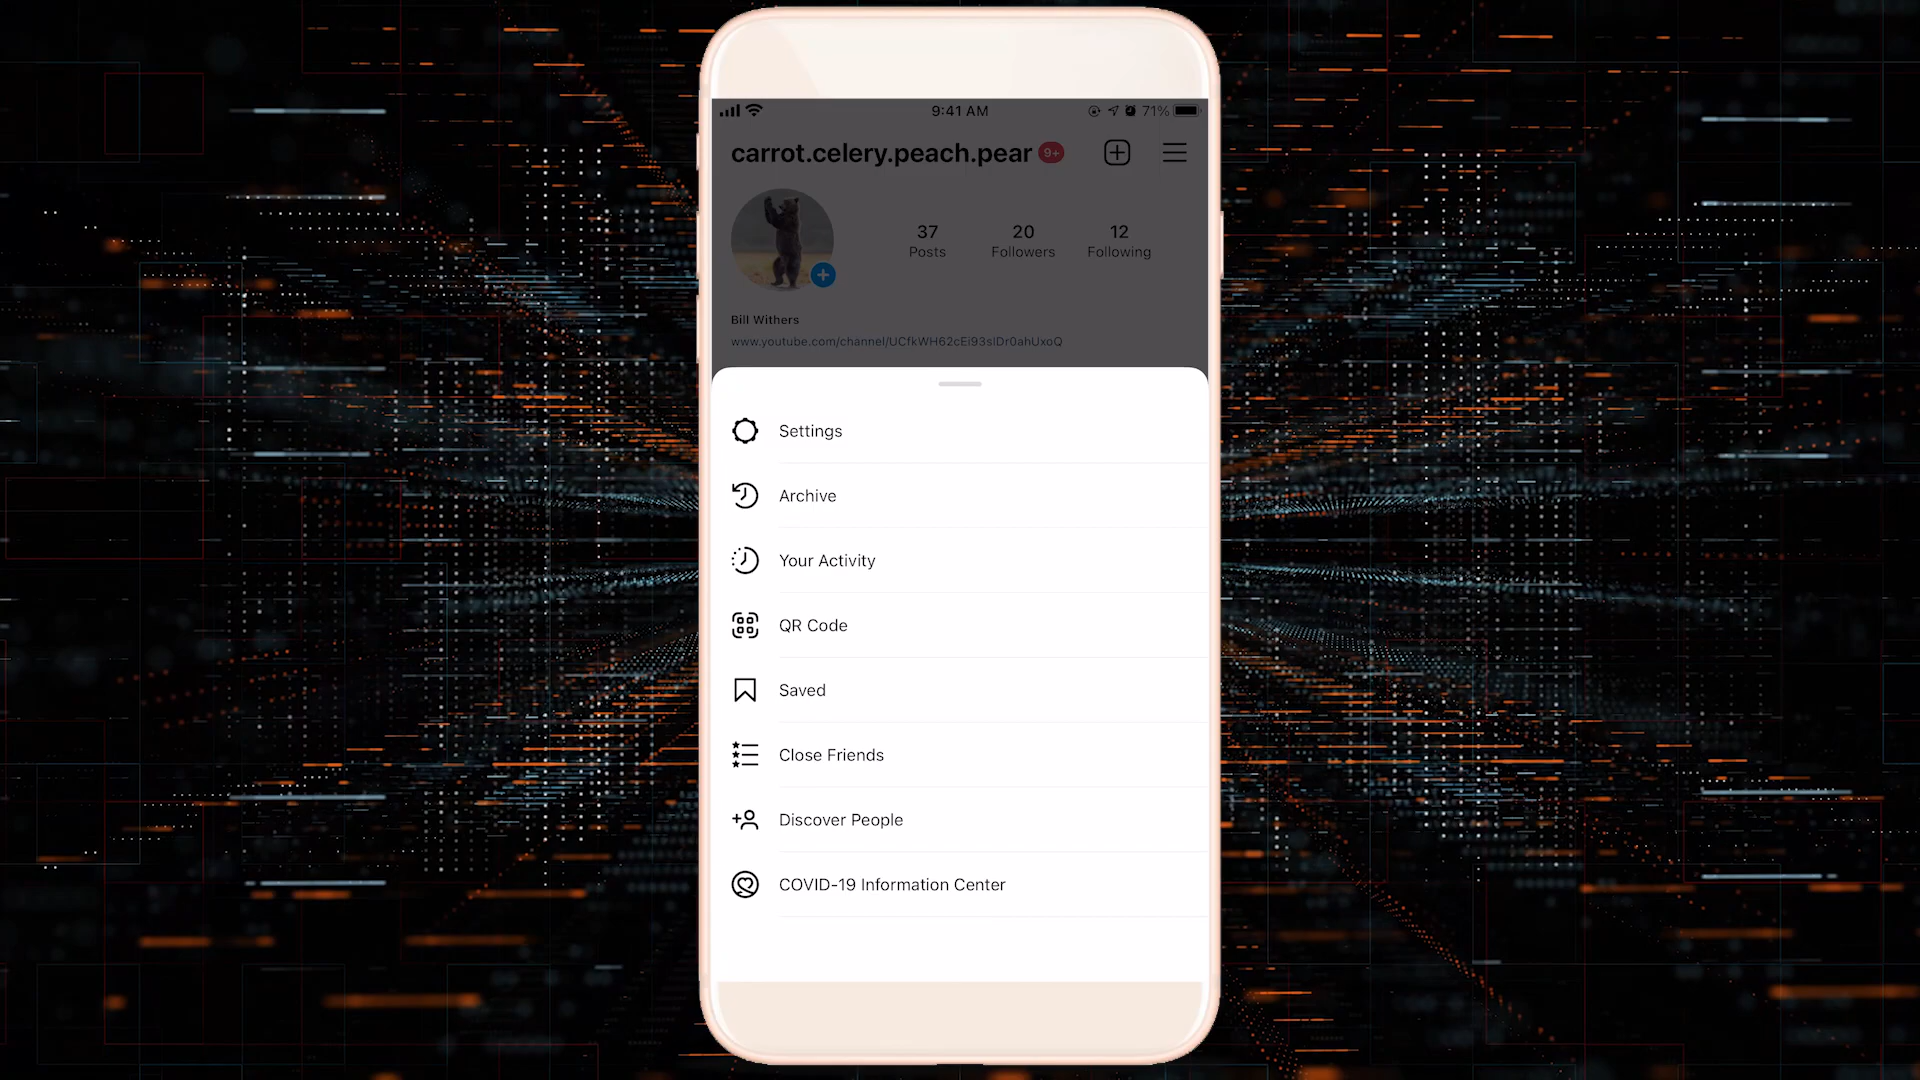 9:41 AM 71%
carrot.celery.peach.pear 9+
37 20 12
Posts Followers Following
Bill Withers
www.youtube.com/channel/UCfkWH62cEi93slDr0ahUxoQ
Settings
Archive
Your Activity
QR Code
Saved
Close Friends
Discover People
COVID-19 Information Center